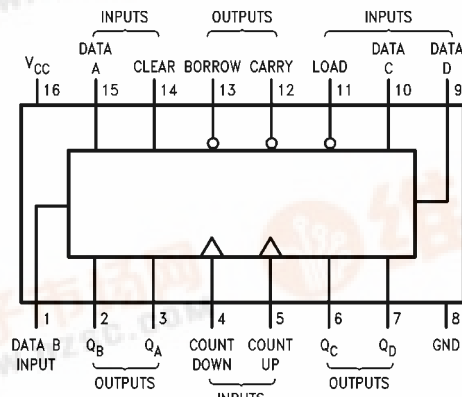 INPUTS OUTPUTS INPUTS
DATA A CLEAR BORROW CARRY LOAD DATA C DATA D
VCC
16 15 14 13 12 11 10 9
1 2 3 4 5 6 7 8
DATA B INPUT QB QA COUNT DOWN COUNT UP QC QD GND
OUTPUTS OUTPUTS
INPUTS